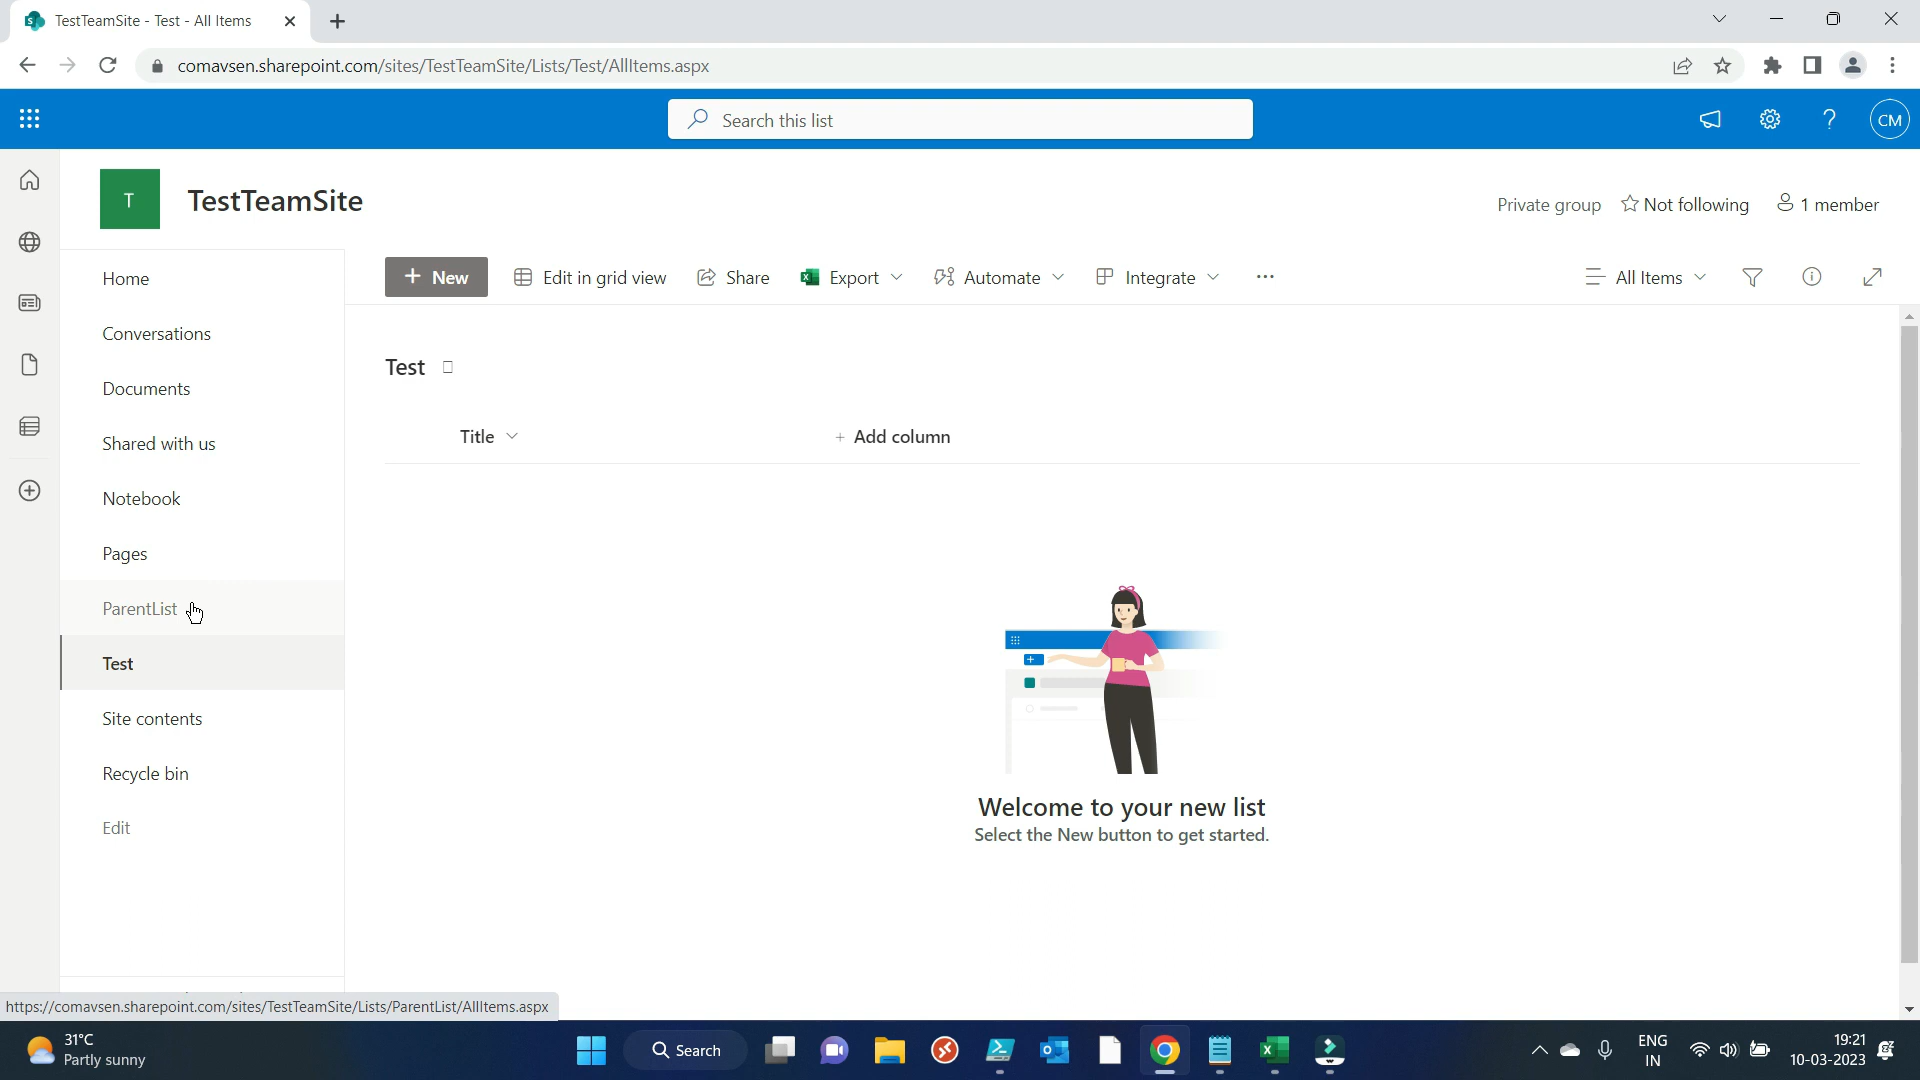 TestTeamSite - Test - All Items
comavsen.sharepoint.com/sites/TestTeamSite/Lists/Test/AllItems.aspx
Search this list
CM
T
TestTeamSite
Private group
Not following
1 member
Home
Conversations
Documents
Shared with us
Notebook
Pages
ParentList
Test
Site contents
Recycle bin
Edit
New
Edit in grid view
Share
Export
Automate
Integrate
All Items
Test
Title
+ Add column
Welcome to your new list
Select the New button to get started.
https://comavsen.sharepoint.com/sites/TestTeamSite/Lists/ParentList/AllItems.aspx
31°C
Partly sunny
Search
ENG
IN
19:21
10-03-2023